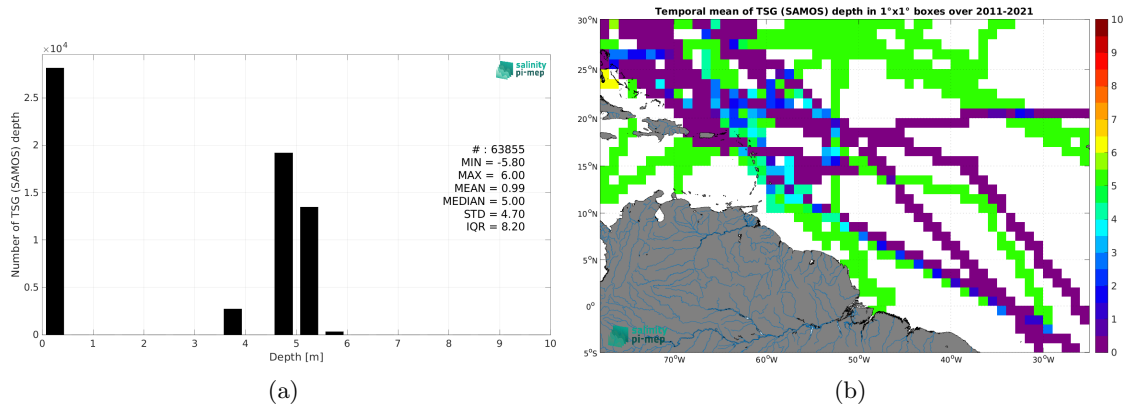 ×10⁴
2.5
2
1.5
1
0.5
0
0 1 2 3 4 5 6 7 8 9 10
Number of TSG (SAMOS) depth
Depth [m]
salinity
pi-mep
# : 63855
MIN = -5.80
MAX = 6.00
MEAN = 0.99
MEDIAN = 5.00
STD = 4.70
IQR = 8.20
(a)
Temporal mean of TSG (SAMOS) depth in 1°x1° boxes over 2011-2021
30°N
25°N
20°N
15°N
10°N
5°N
0°
5°S
70°W 60°W 50°W 40°W 30°W
salinity
pi-mep
10
9
8
7
6
5
4
3
2
1
0
(b)